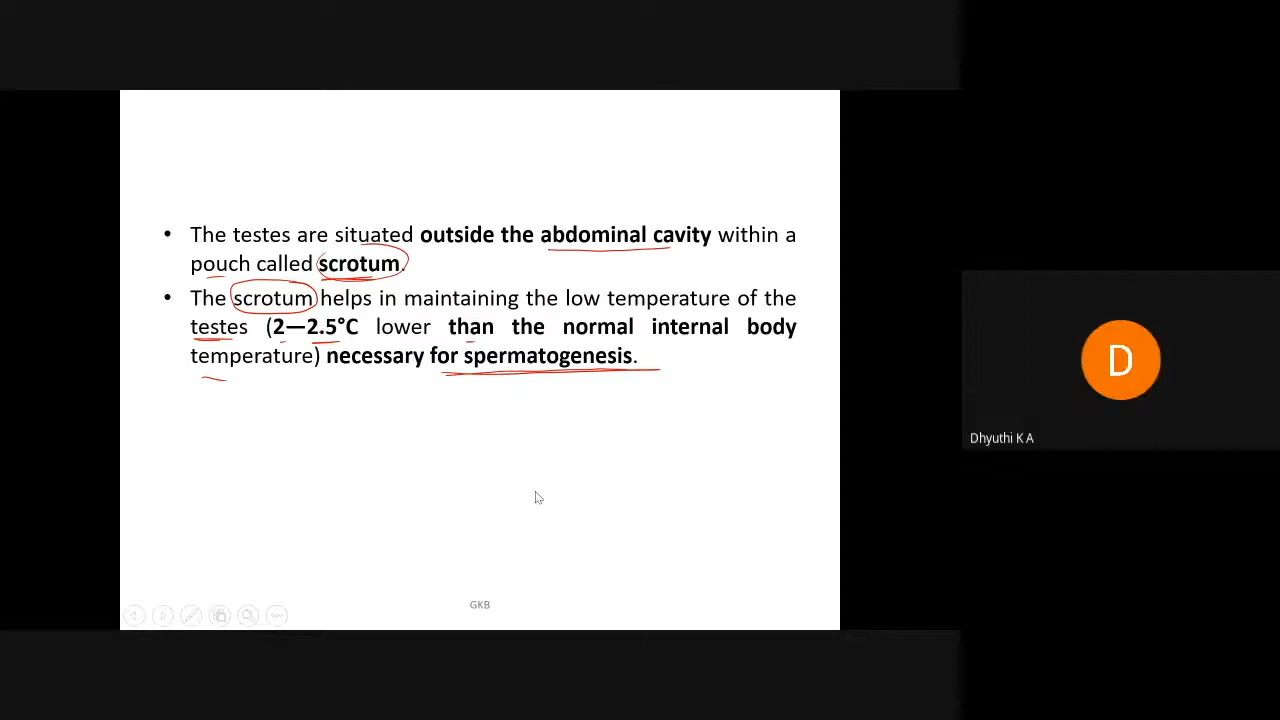 • The testes are situated outside the abdominal cavity within a
pouch called scrotum.
• The scrotum helps in maintaining the low temperature of the
testes (2—2.5°C lower than the normal internal body
temperature) necessary for spermatogenesis.
D
Dhyuthi K A
GKB